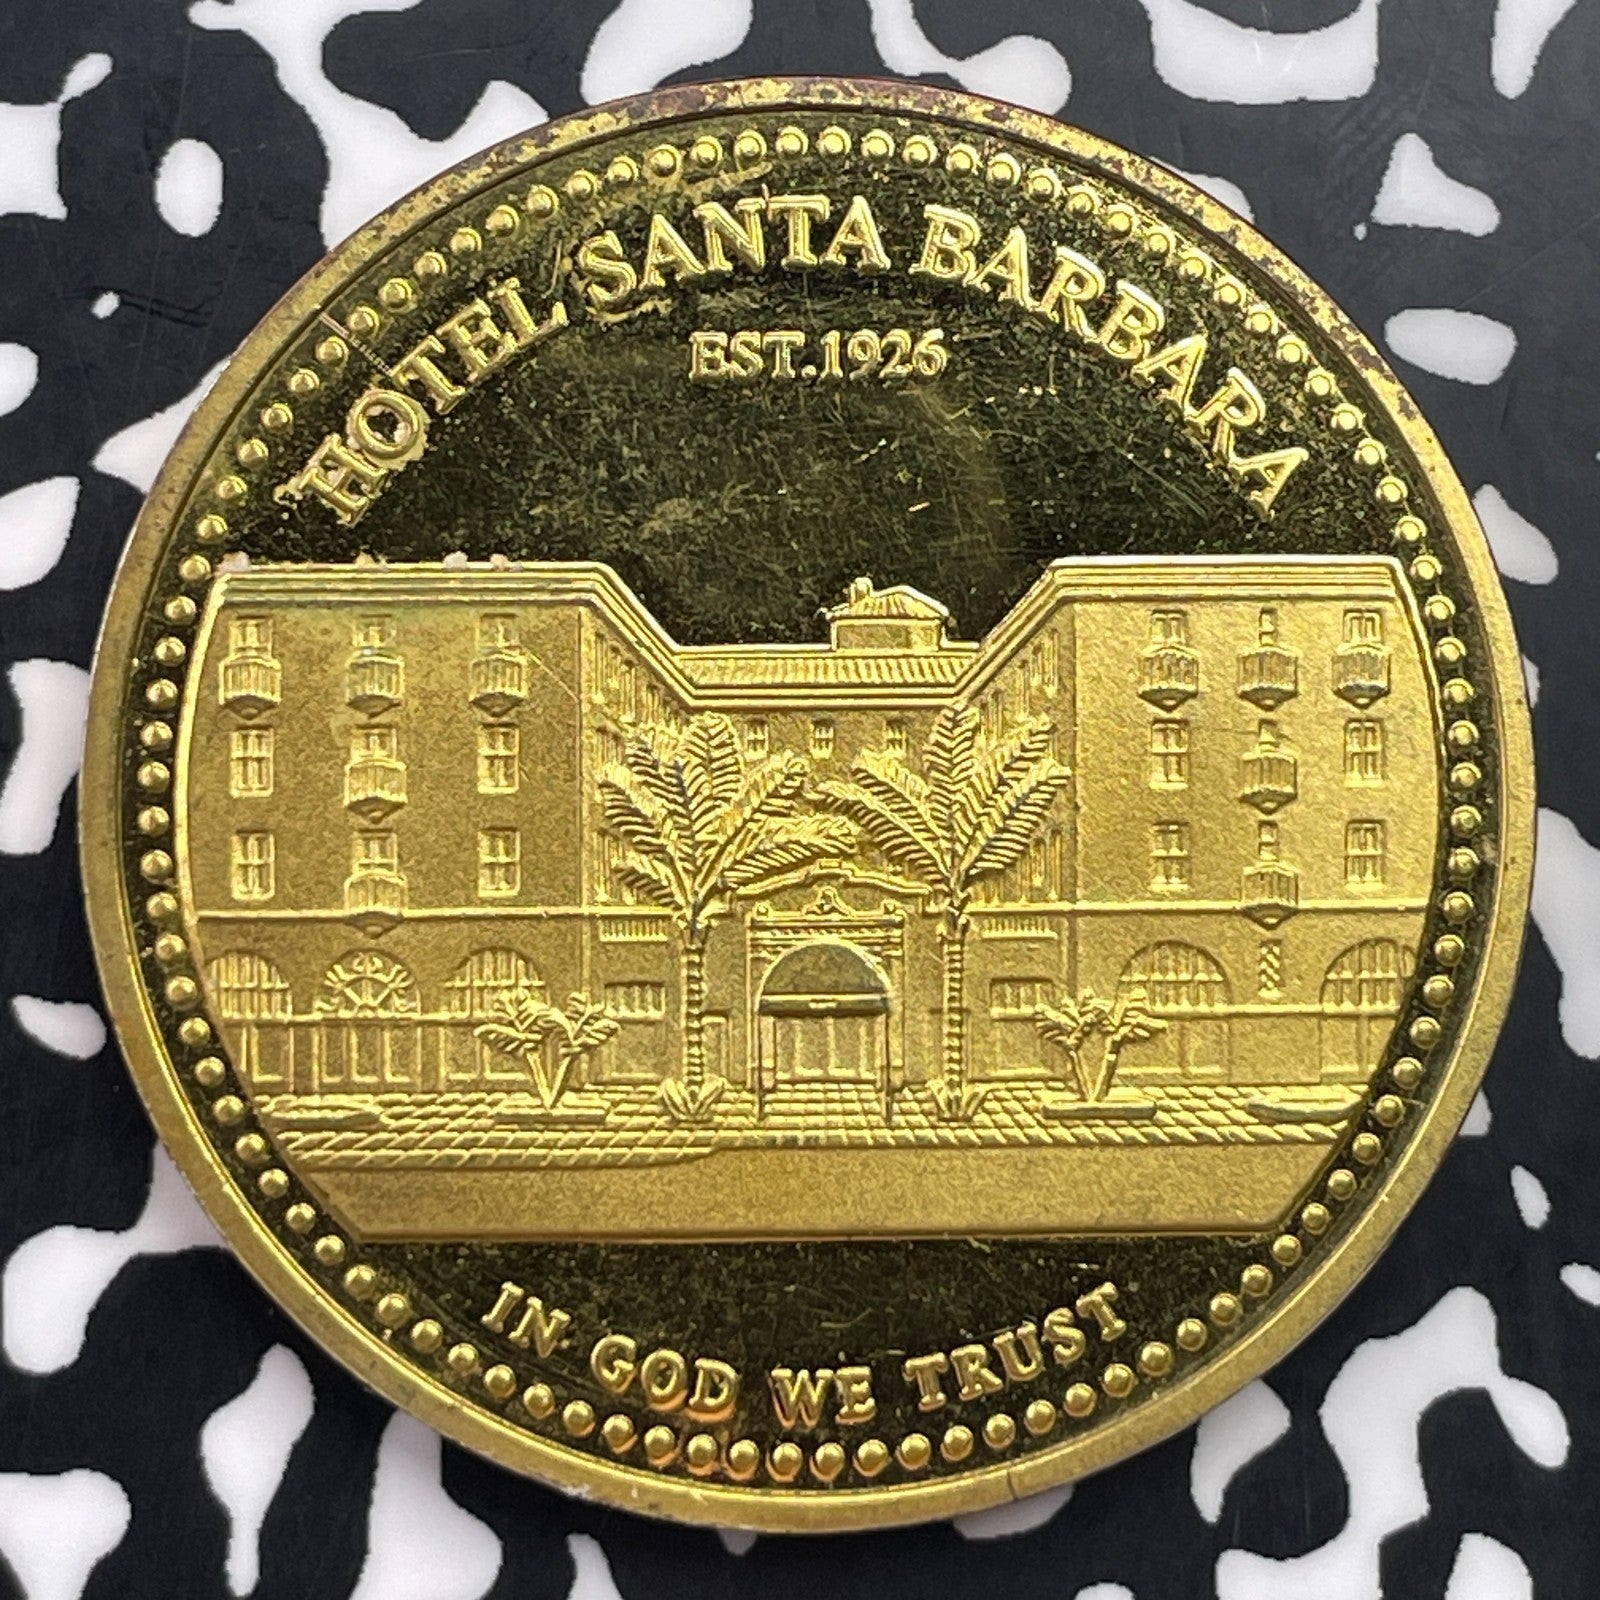 HOTEL SANTA BARBARA
EST.1926
IN GOD WE TRUST